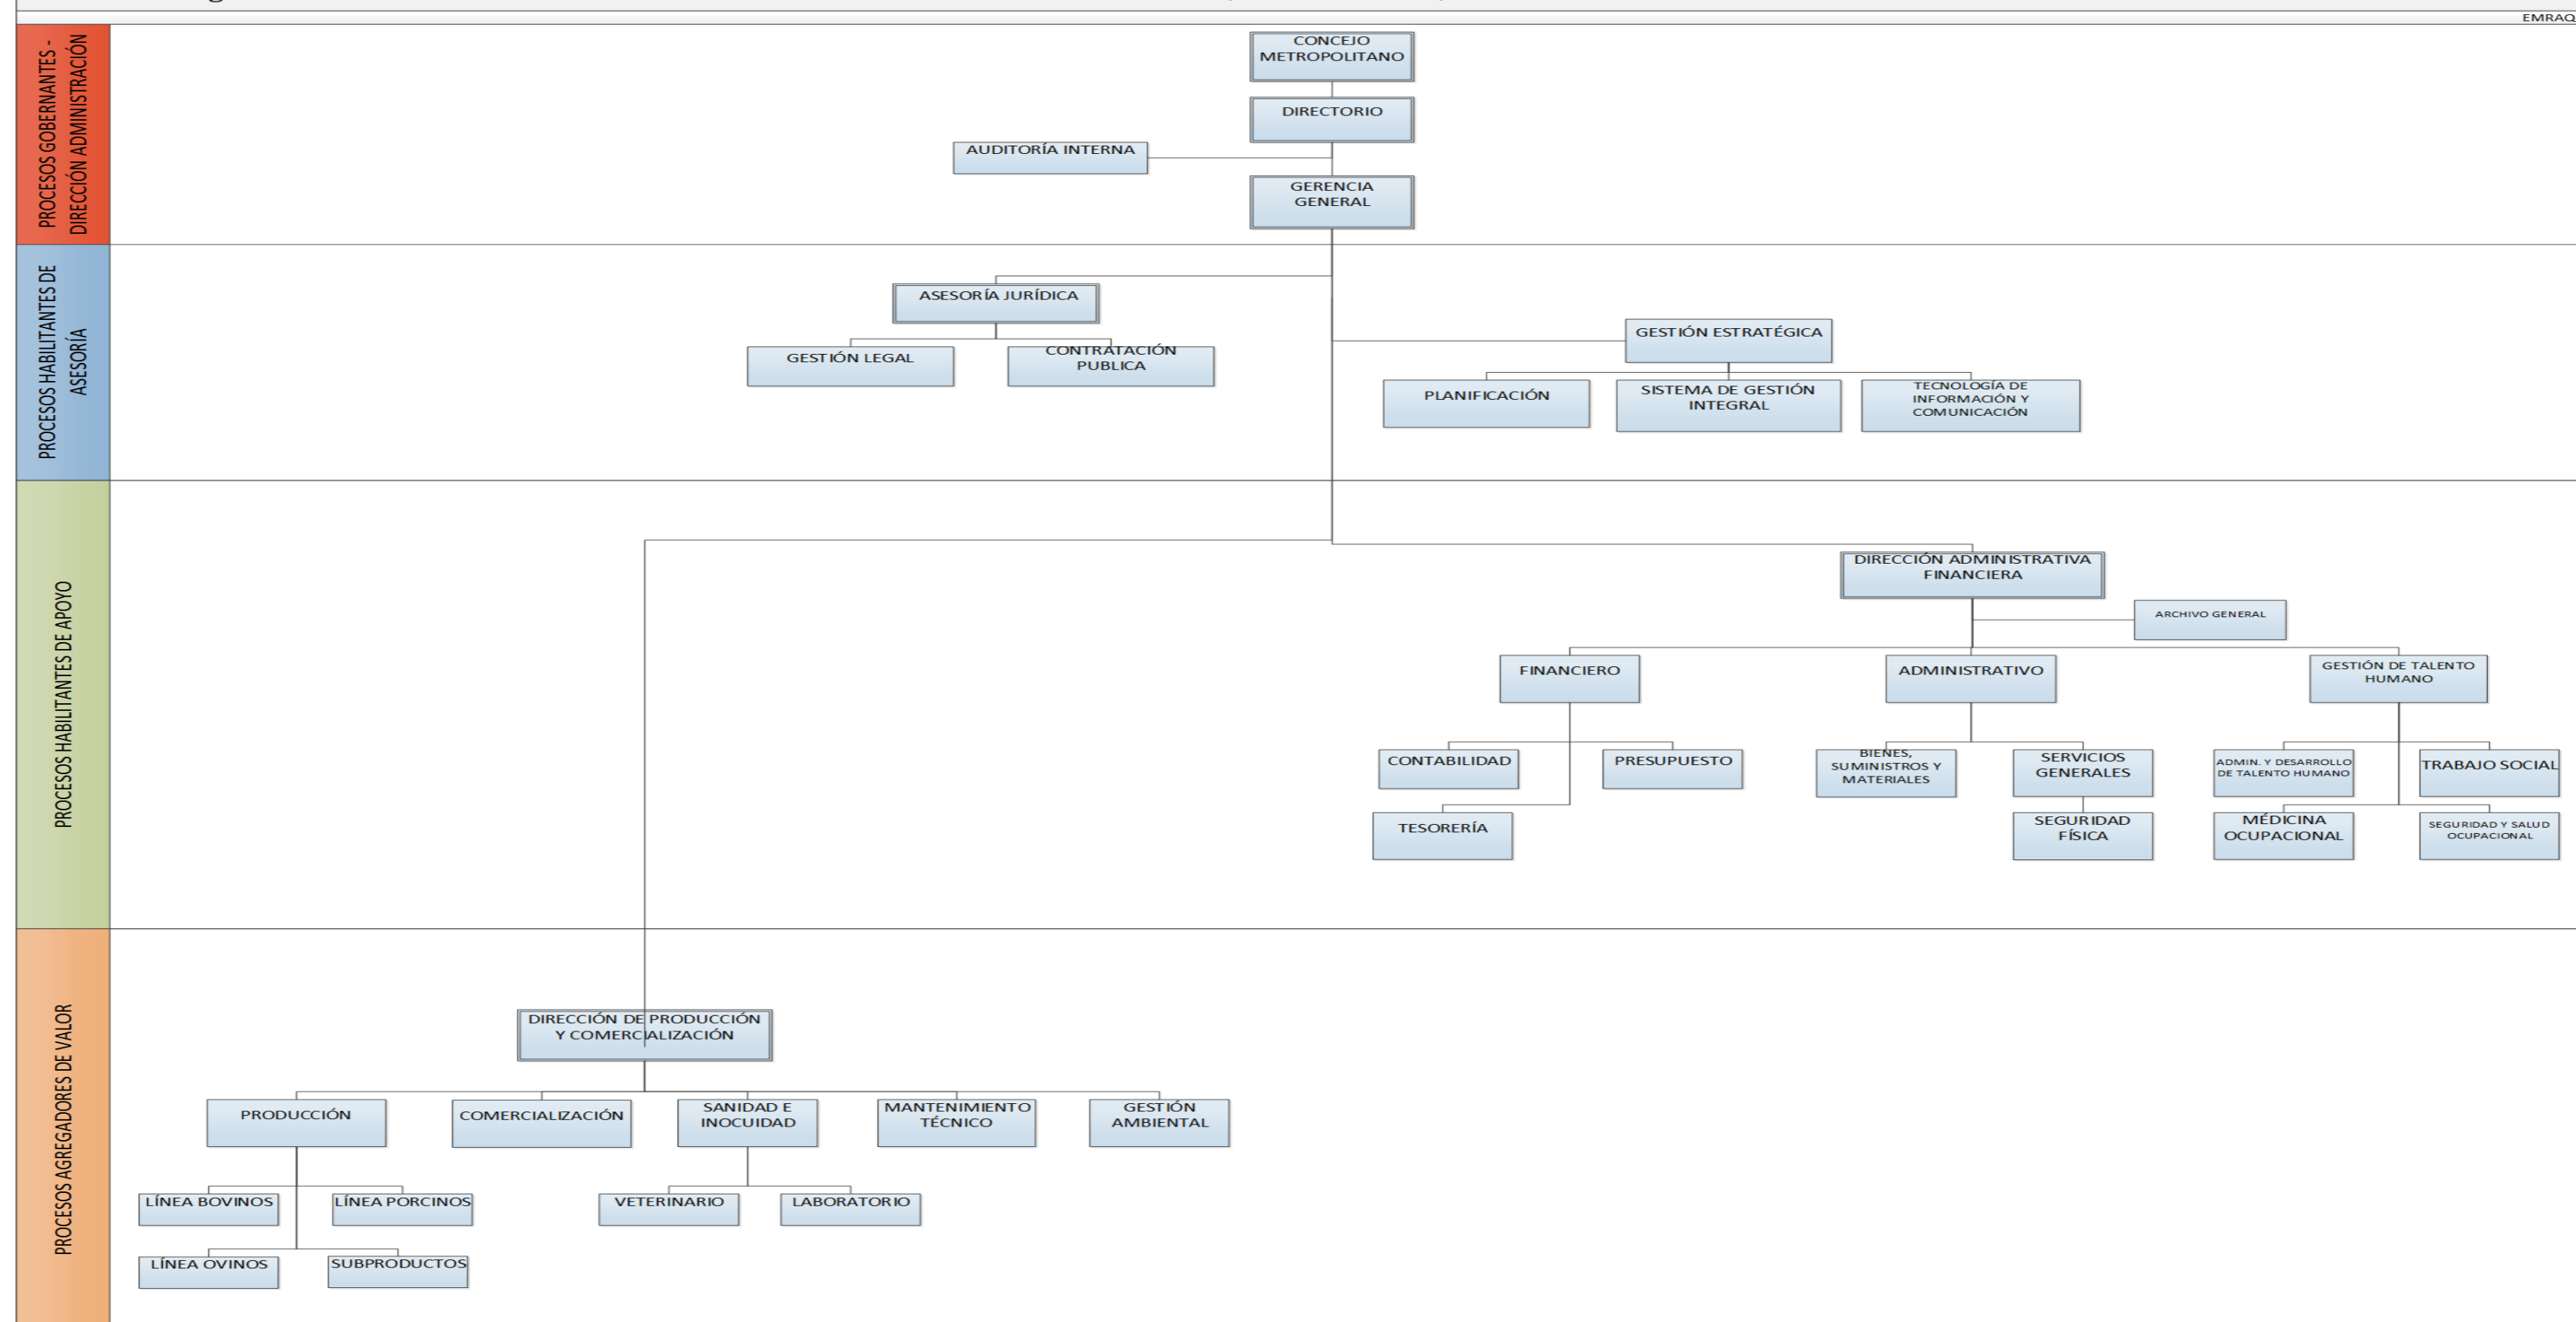 EMRAQ
PROCESOS GOBERNANTES -
DIRECCIÓN ADMINISTRACIÓN
CONCEJO
METROPOLITANO
DIRECTORIO
AUDITORÍA INTERNA
GERENCIA
GENERAL
PROCESOS HABILITANTES DE
ASESORÍA
ASESORÍA JURÍDICA
GESTIÓN LEGAL
CONTRATACIÓN
PUBLICA
GESTIÓN ESTRATÉGICA
PLANIFICACIÓN
SISTEMA DE GESTIÓN
INTEGRAL
TECNOLOGÍA DE
INFORMACIÓN Y
COMUNICACIÓN
PROCESOS HABILITANTES DE APOYO
DIRECCIÓN ADMINISTRATIVA
FINANCIERA
ARCHIVO GENERAL
FINANCIERO
ADMINISTRATIVO
GESTIÓN DE TALENTO
HUMANO
CONTABILIDAD
PRESUPUESTO
BIENES,
SUMINISTROS Y
MATERIALES
SERVICIOS
GENERALES
ADMIN. Y DESARROLLO
DE TALENTO HUMANO
TRABAJO SOCIAL
TESORERÍA
SEGURIDAD
FÍSICA
MÉDICINA
OCUPACIONAL
SEGURIDAD Y SALUD
OCUPACIONAL
PROCESOS AGREGADORES DE VALOR
DIRECCIÓN DE PRODUCCIÓN
Y COMERCIALIZACIÓN
PRODUCCIÓN
COMERCIALIZACIÓN
SANIDAD E
INOCUIDAD
MANTENIMIENTO
TÉCNICO
GESTIÓN
AMBIENTAL
LÍNEA BOVINOS
LÍNEA PORCINOS
VETERINARIO
LABORATORIO
LÍNEA OVINOS
SUBPRODUCTOS